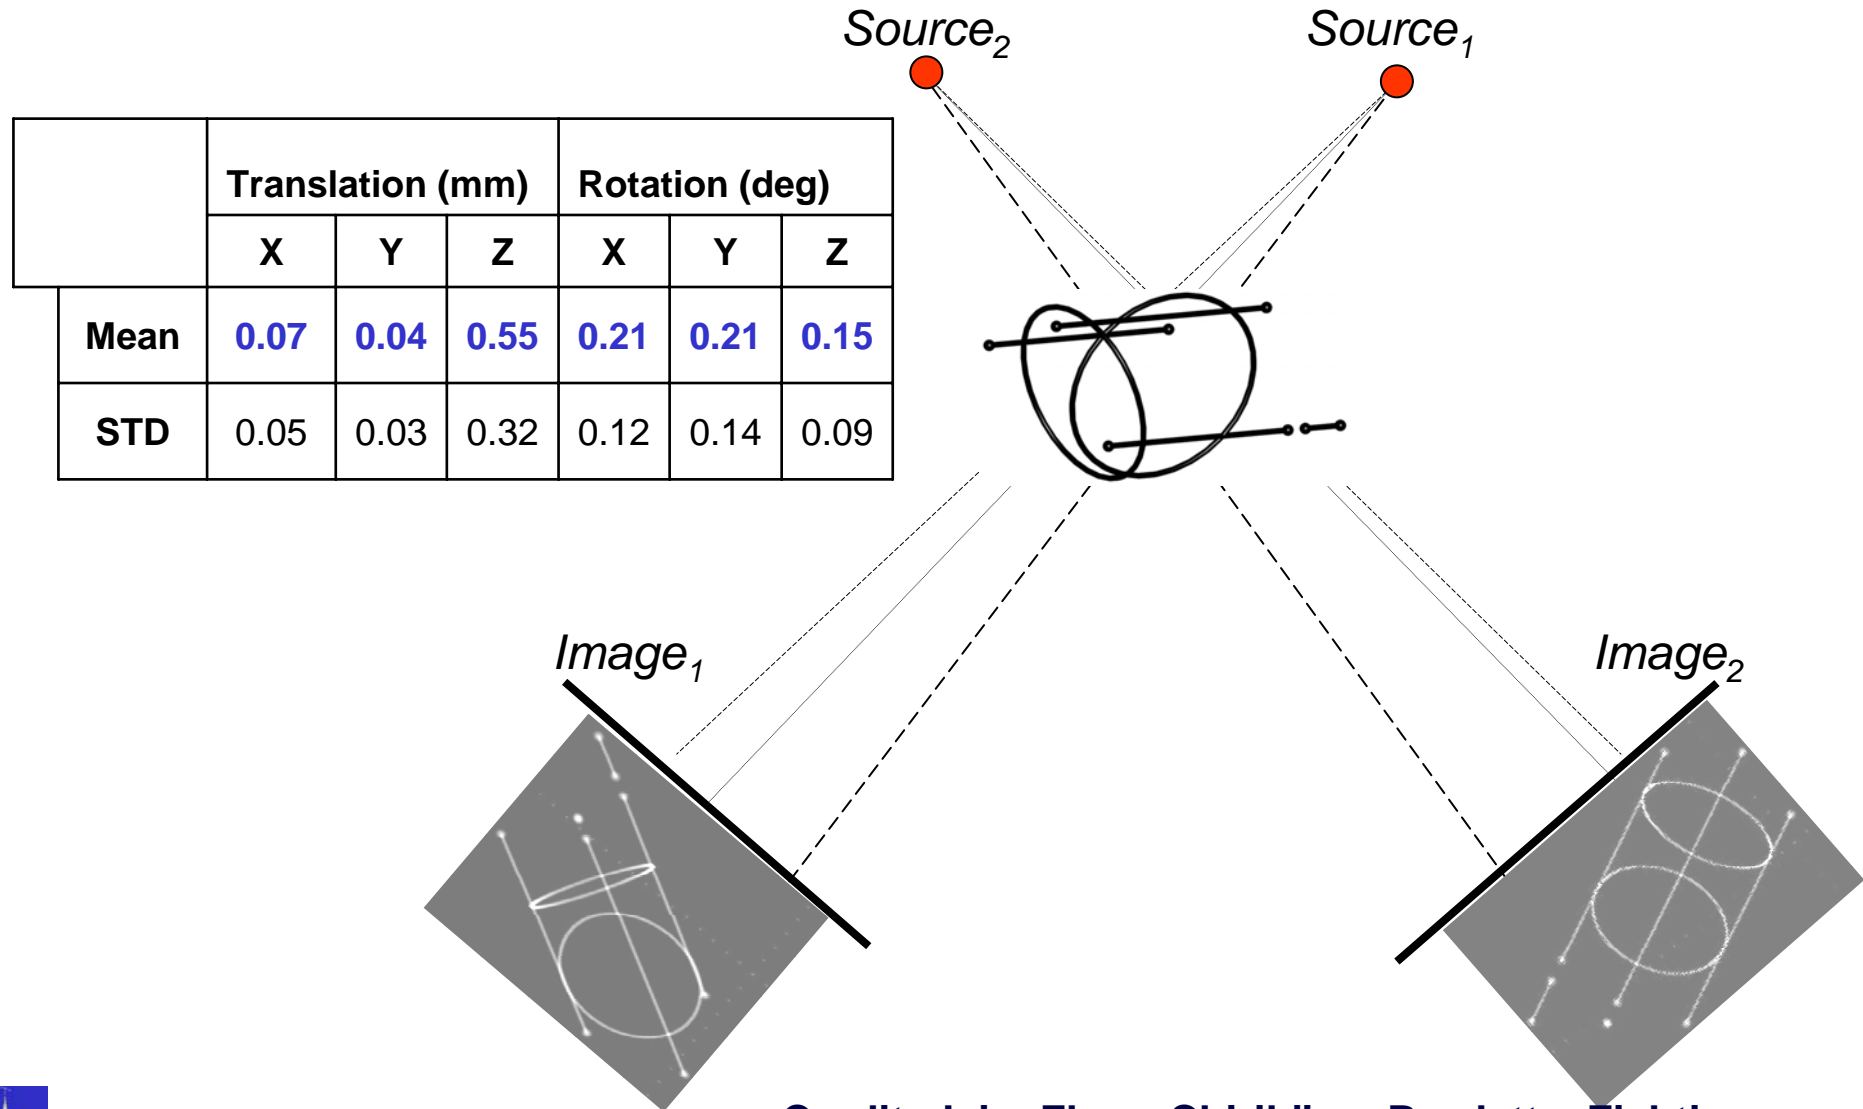 Source2 Source1
Translation (mm) Rotation (deg)
X Y Z X Y Z
Mean 0.07 0.04 0.55 0.21 0.21 0.15
STD 0.05 0.03 0.32 0.12 0.14 0.09
Image1 Image2